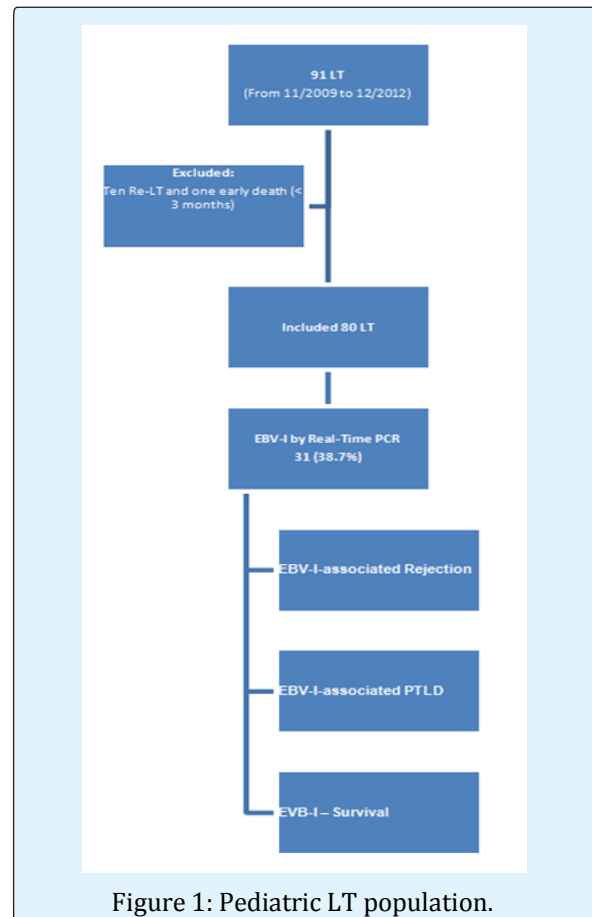 91 LT
(From 11/2009 to 12/2012)
Excluded:
Ten Re-LT and one early death (<
3 months)
Included 80 LT
EBV-I by Real-Time PCR
31 (38.7%)
EBV-I-associated Rejection
EBV-I-associated PTLD
EVB-I – Survival
Figure 1: Pediatric LT population.